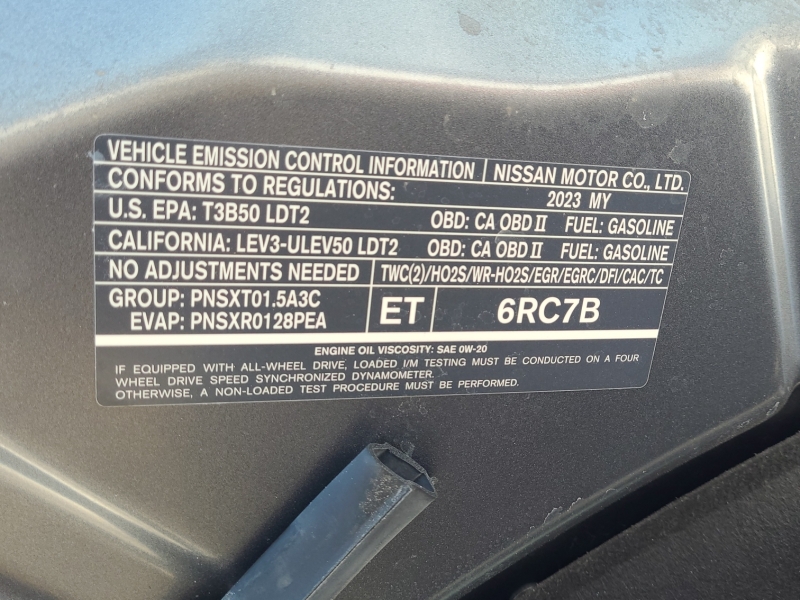 VEHICLE EMISSION CONTROL INFORMATION NISSAN MOTOR CO., LTD.
CONFORMS TO REGULATIONS: 2023 MY
U.S. EPA: T3B50 LDT2 OBD: CA OBD II FUEL: GASOLINE
CALIFORNIA: LEV3-ULEV50 LDT2 OBD: CA OBD II FUEL: GASOLINE
NO ADJUSTMENTS NEEDED TWC(2)/HO2S/WR-HO2S/EGR/EGRC/DFI/CAC/TC
GROUP: PNSXT01.5A3C
EVAP: PNSXR0128PEA
ET 6RC7B
ENGINE OIL VISCOSITY: SAE 0W-20
IF EQUIPPED WITH ALL-WHEEL DRIVE, LOADED I/M TESTING MUST BE CONDUCTED ON A FOUR
WHEEL DRIVE SPEED SYNCHRONIZED DYNAMOMETER.
OTHERWISE, A NON-LOADED TEST PROCEDURE MUST BE PERFORMED.